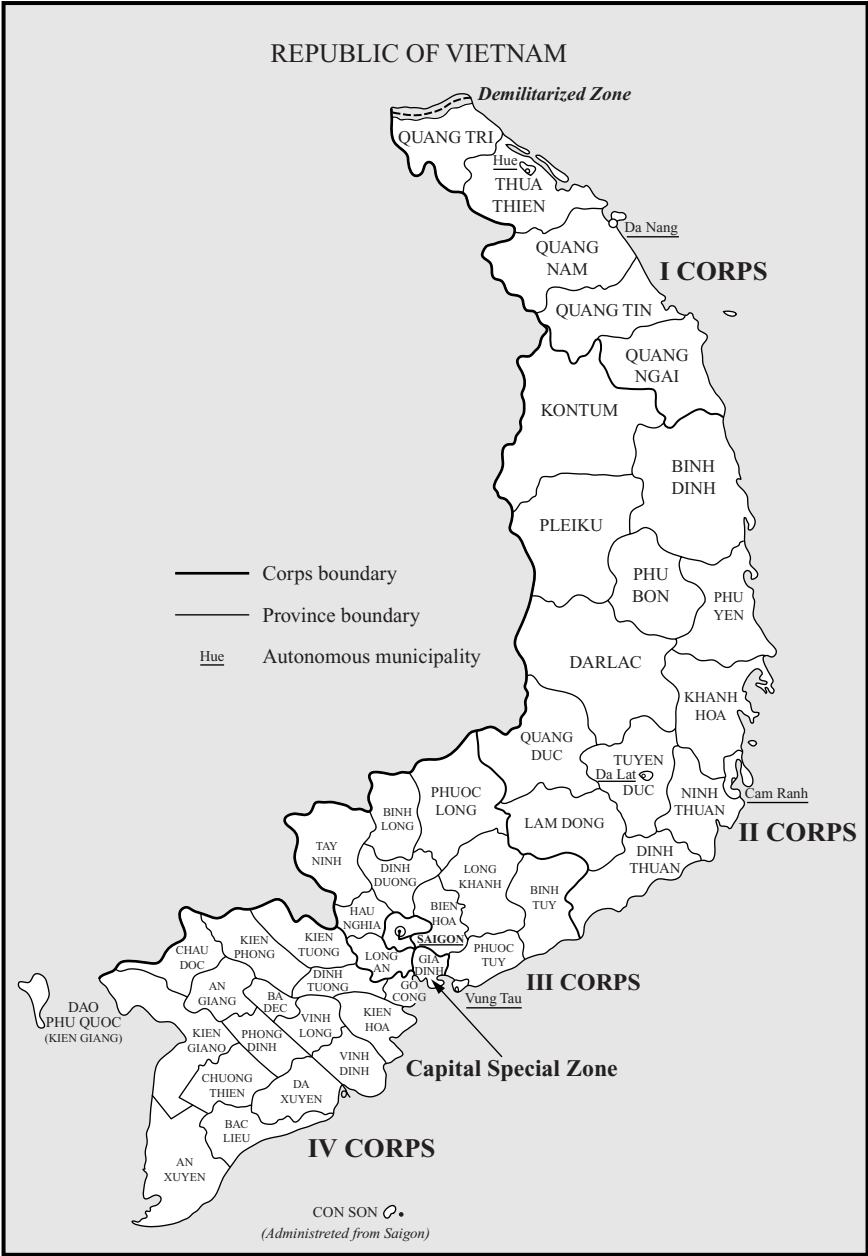 REPUBLIC OF VIETNAM
Demilitarized Zone
QUANG TRI
Hue
THUA
THIEN
Da Nang
QUANG
NAM
I CORPS
QUANG TIN
QUANG
NGAI
KONTUM
BINH
DINH
PLEIKU
PHU
BON
PHU
YEN
Corps boundary
Province boundary
Hue Autonomous municipality
DARLAC
KHANH
HOA
QUANG
DUC
TUYEN
DUC
Da Lat
Cam Ranh
NINH
THUAN
II CORPS
PHUOC
LONG
BINH
LONG
LAM DONG
TAY
NINH
DINH
THUAN
DINH
DUONG
LONG
KHANH
BINH
TUY
HAU
NGHIA
BIEN
HOA
SAIGON
CHAU
DOC
KIEN
PHONG
KIEN
TUONG
LONG
AN
GIA
DINH
PHUOC
TUY
III CORPS
Vung Tau
DINH
TUONG
GO
CONG
AN
GIANG
BA
DEC
VINH
LONG
KIEN
HOA
DAO
PHU QUOC
(KIEN GIANG)
KIEN
GIANO
PHONG
DINH
VINH
DINH
Capital Special Zone
CHUONG
THIEN
DA
XUYEN
BAC
LIEU
IV CORPS
AN
XUYEN
CON SON
(Administreted from Saigon)